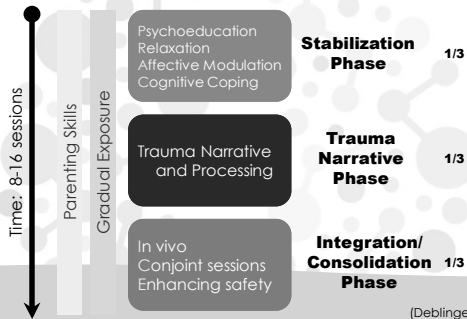 Time: 8-16 sessions
Parenting Skills
Gradual Exposure
Psychoeducation
Relaxation
Affective Modulation
Cognitive Coping
Stabilization
Phase
1/3
Trauma Narrative
and Processing
Trauma
Narrative
Phase
1/3
In vivo
Conjoint sessions
Enhancing safety
Integration/
Consolidation
Phase
1/3
(Deblinge